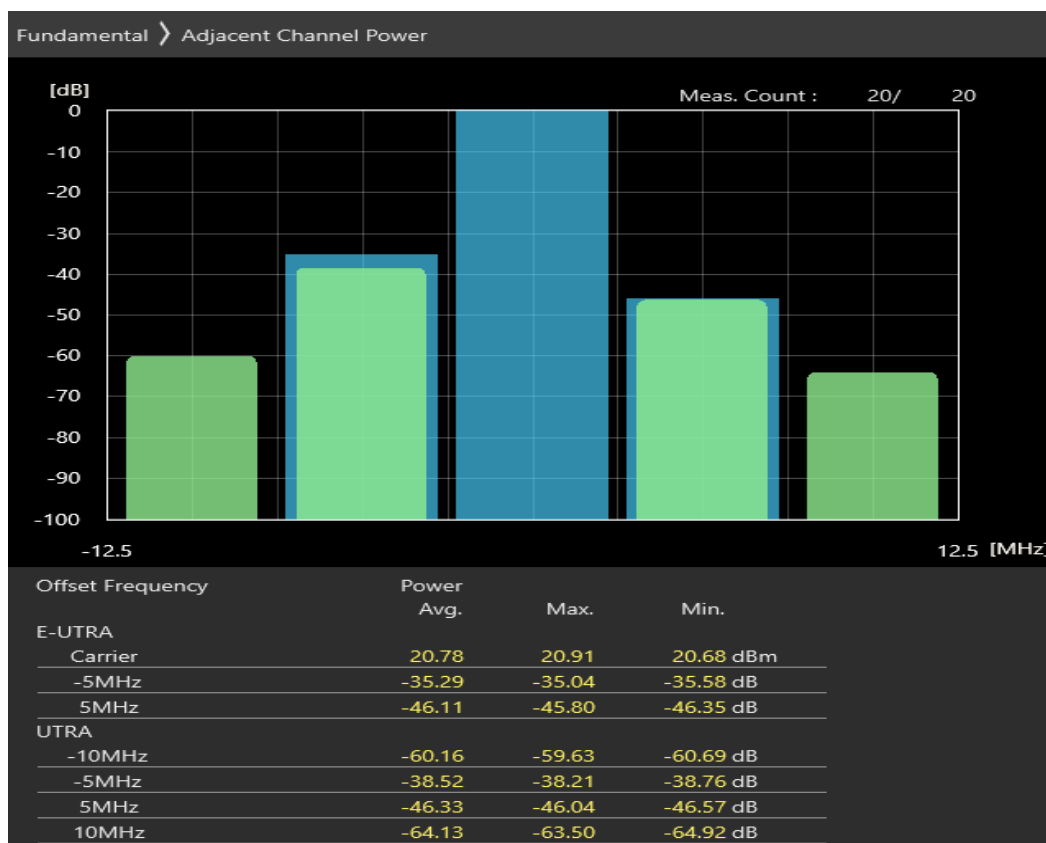 Fundamental 〉 Adjacent Channel Power
[dB]
Meas. Count : 20/ 20
0
-10
-20
-30
-40
-50
-60
-70
-80
-90
-100
-12.5 12.5 [MHz]
Offset Frequency Power
Avg. Max. Min.
E-UTRA
Carrier 20.78 20.91 20.68 dBm
-5MHz -35.29 -35.04 -35.58 dB
5MHz -46.11 -45.80 -46.35 dB
UTRA
-10MHz -60.16 -59.63 -60.69 dB
-5MHz -38.52 -38.21 -38.76 dB
5MHz -46.33 -46.04 -46.57 dB
10MHz -64.13 -63.50 -64.92 dB